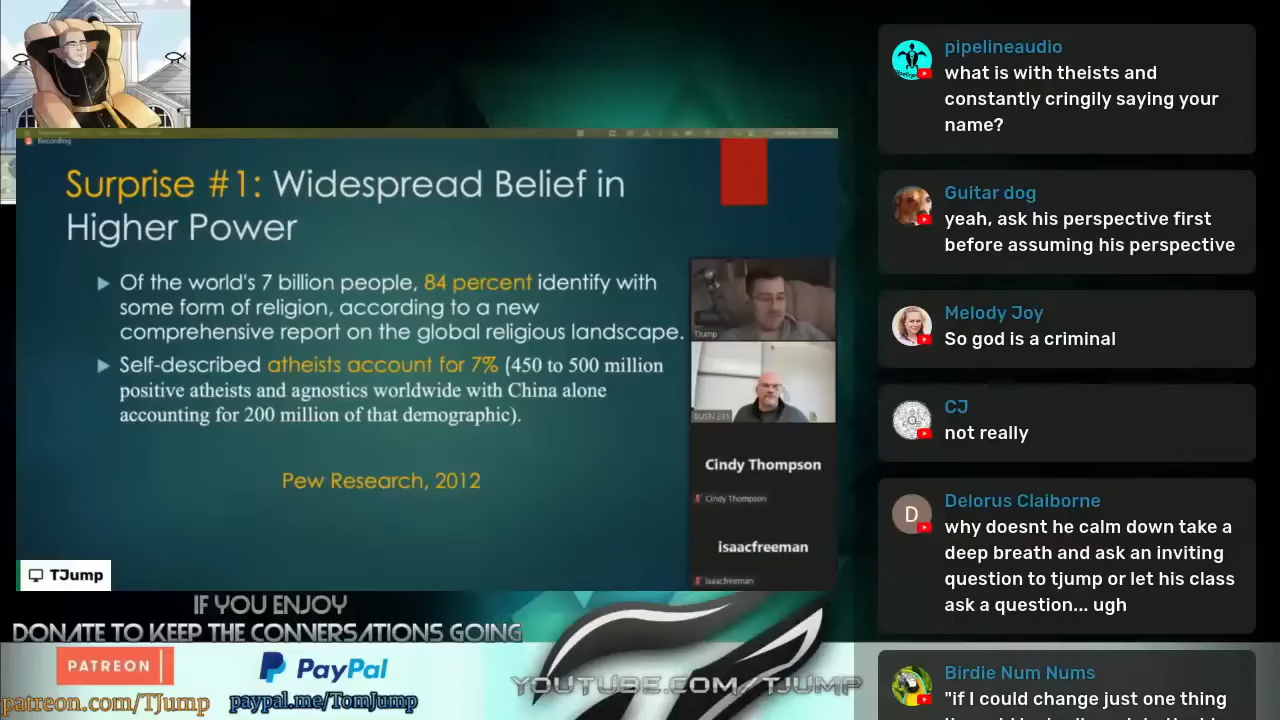 Recording
Surprise #1: Widespread Belief in
Higher Power
Of the world's 7 billion people, 84 percent identify with
some form of religion, according to a new
comprehensive report on the global religious landscape.
Self-described atheists account for 7% (450 to 500 million
positive atheists and agnostics worldwide with China alone
accounting for 200 million of that demographic).
Pew Research, 2012
TJump
Cindy Thompson
Cindy Thompson
isaacfreeman
isaacfreeman
TJump
IF YOU ENJOY
DONATE TO KEEP THE CONVERSATIONS GOING
PATREON
PayPal
patreon.com/TJump
paypal.me/TomJump
YOUTUBE.COM/TJUMP
pipelineaudio
what is with theists and
constantly cringily saying your
name?
Guitar dog
yeah, ask his perspective first
before assuming his perspective
Melody Joy
So god is a criminal
CJ
not really
Delorus Claiborne
D
why doesnt he calm down take a
deep breath and ask an inviting
question to tjump or let his class
ask a question... ugh
Birdie Num Nums
"if I could change just one thing